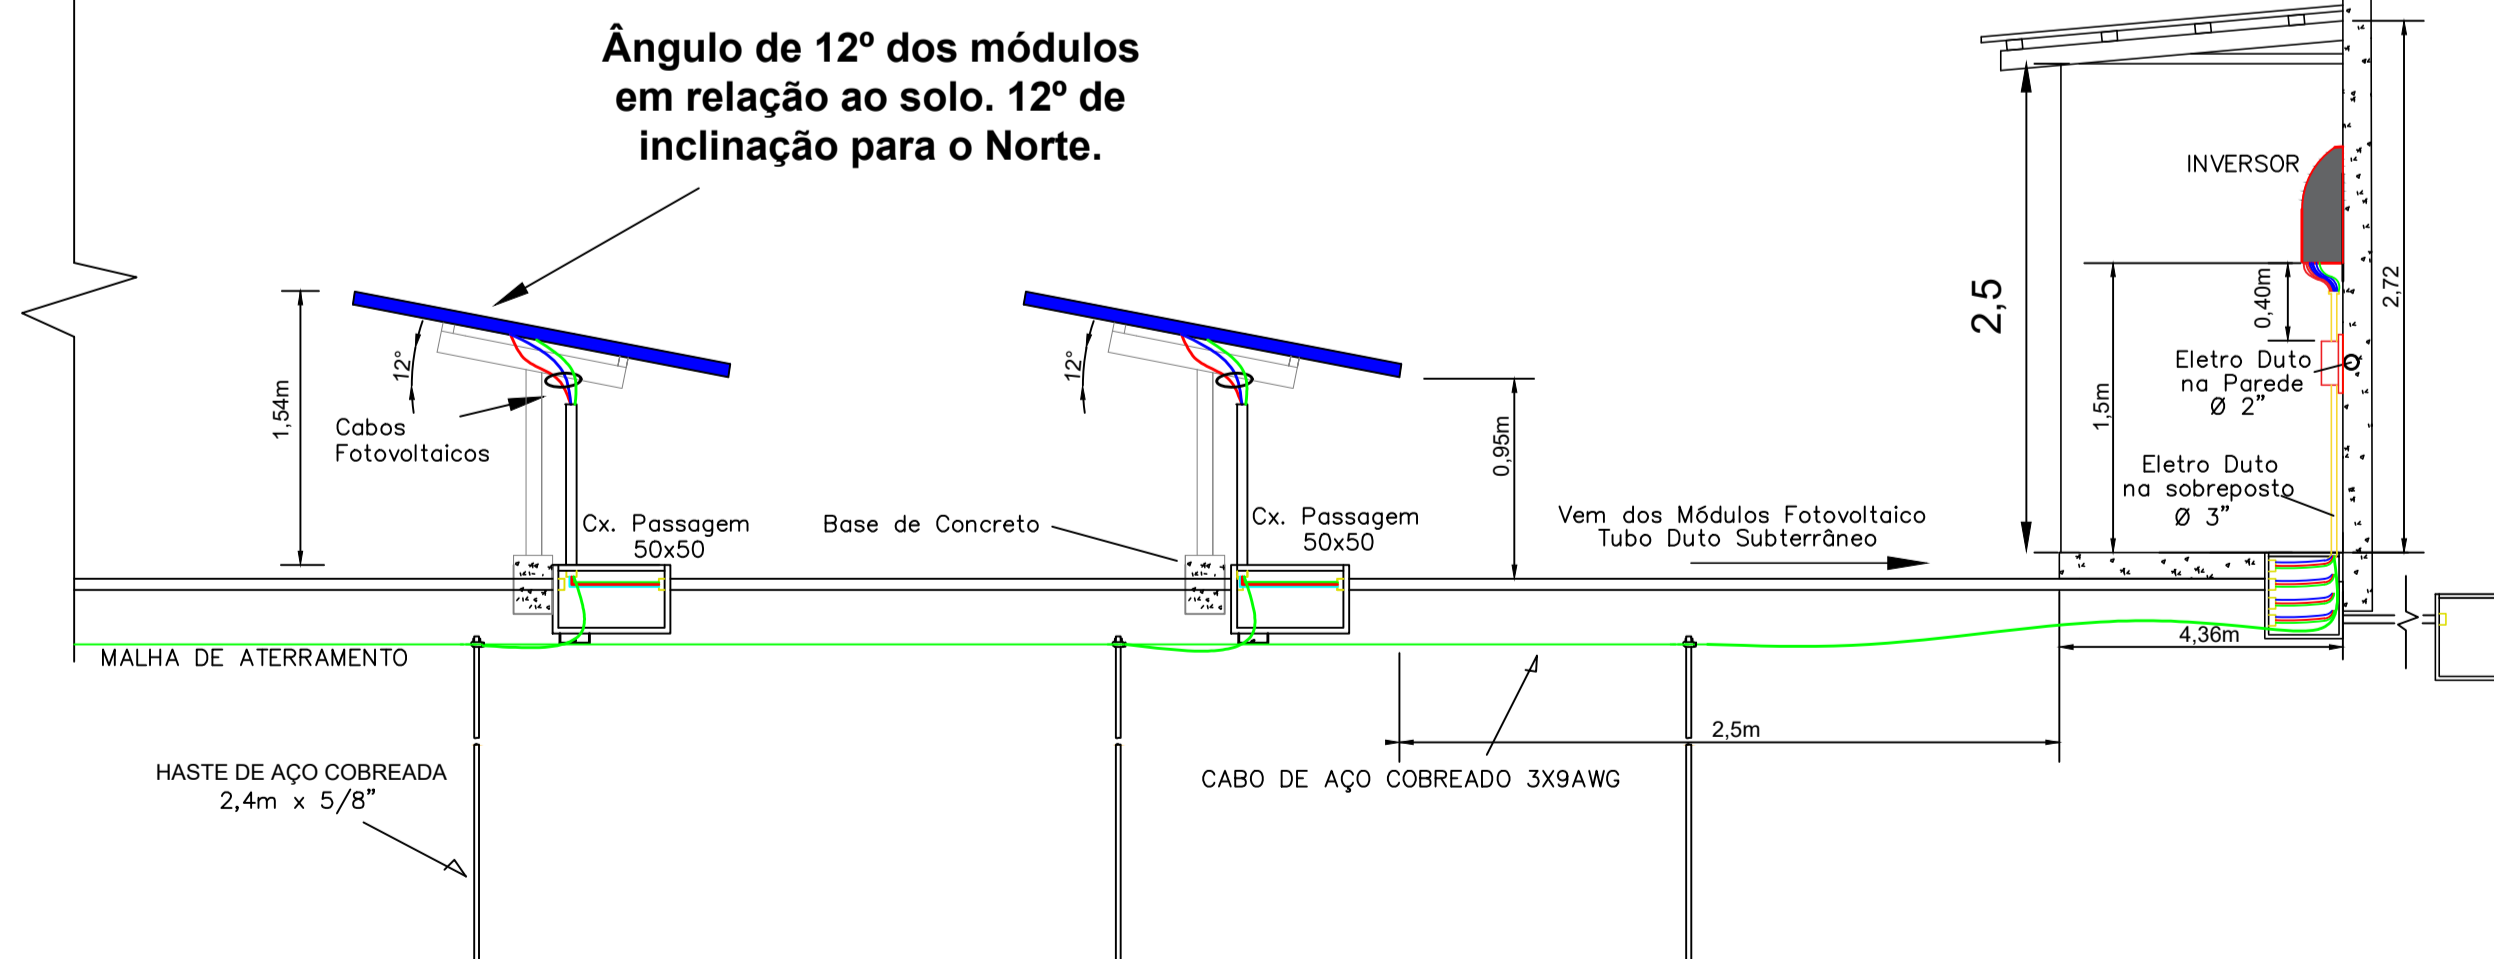 Ângulo de 12º dos módulos
em relação ao solo. 12º de
inclinação para o Norte.
INVERSOR
2,5
2,72
0,40m
1,5m
Eletro Duto
na Parede
Ø 2”
Eletro Duto
na sobreposto
Ø 3”
1,54m
12°
Cabos
Fotovoltaicos
12°
0,95m
Cx. Passagem
50x50
Base de Concreto
Cx. Passagem
50x50
Vem dos Módulos Fotovoltaico
Tubo Duto Subterrâneo
MALHA DE ATERRAMENTO
4,36m
2,5m
HASTE DE AÇO COBREADA
2,4m x 5/8”
CABO DE AÇO COBREADO 3X9AWG